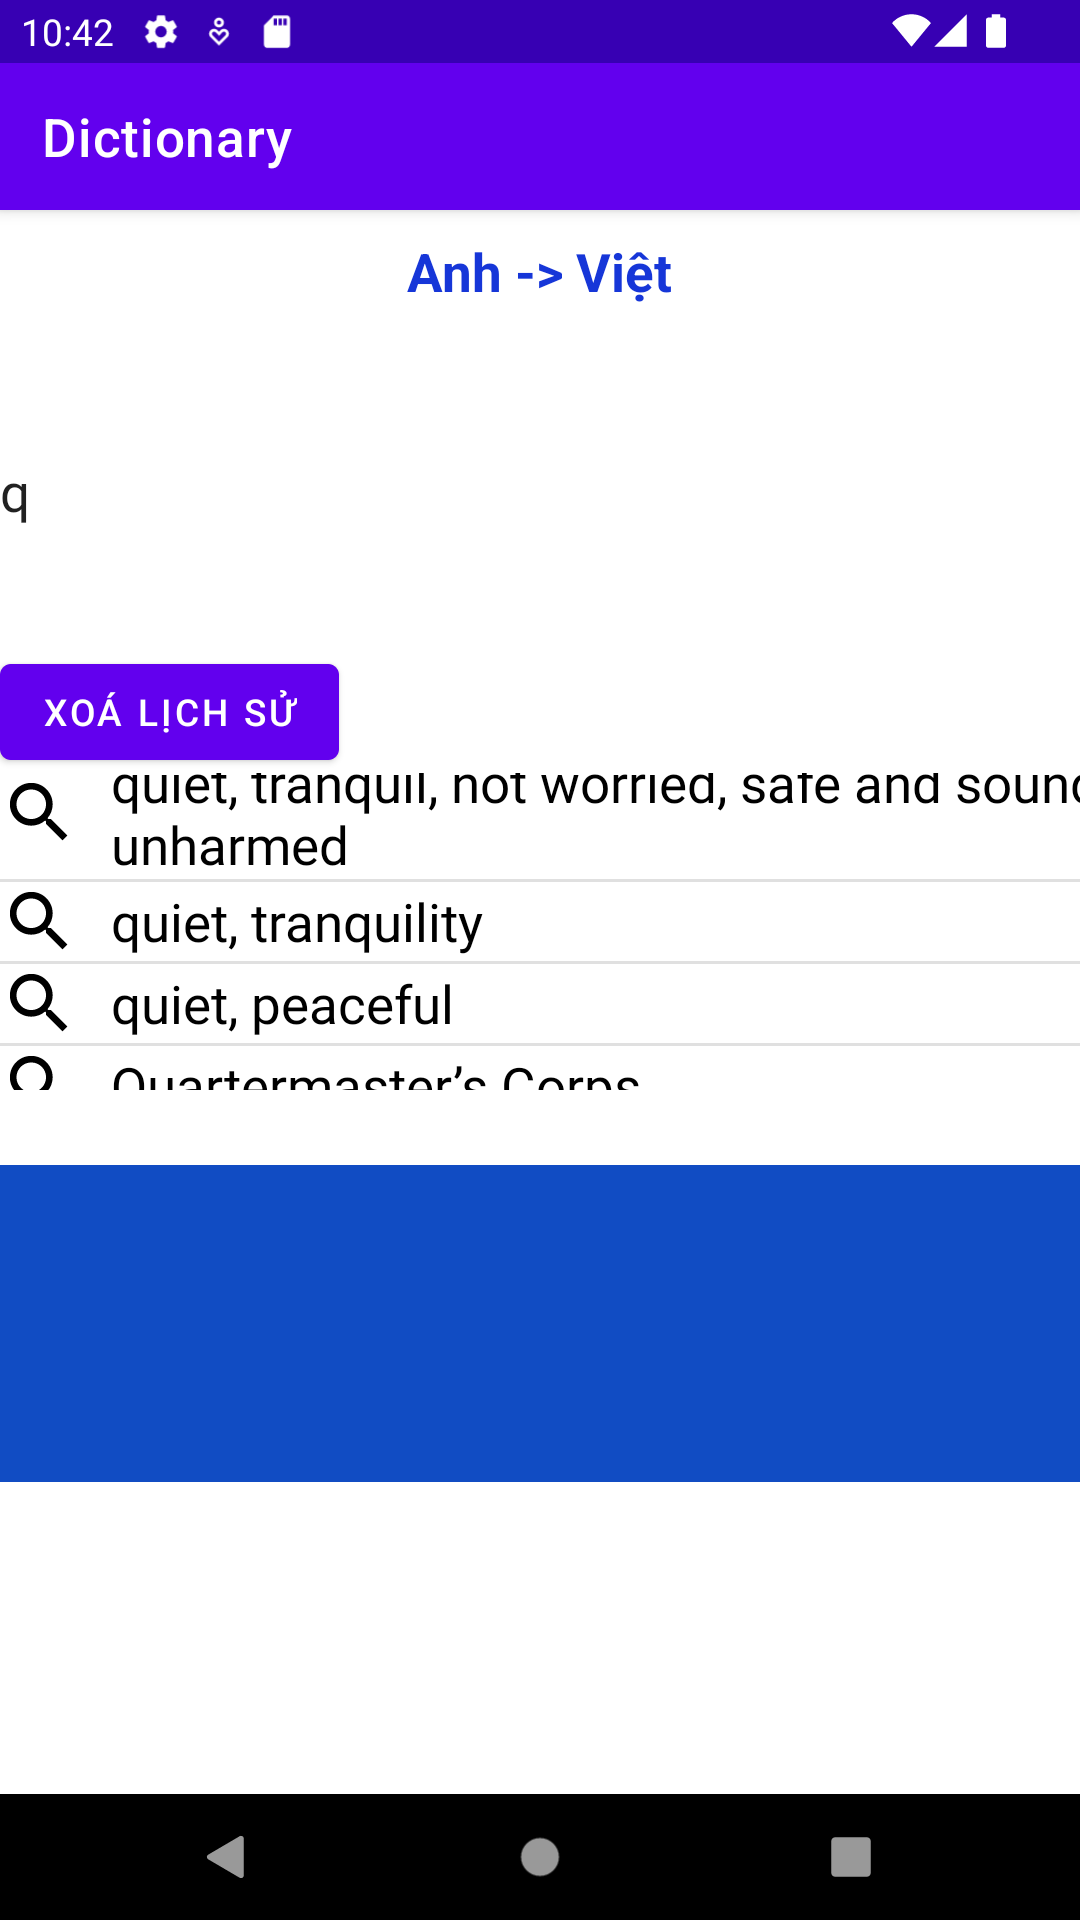 10:42
Dictionary
Anh -> Việt
q
XOÁ LỊCH SỬ
quiet, tranquil, not worried, safe and sound
unharmed
quiet, tranquility
quiet, peaceful
Quartermaster’s Corps